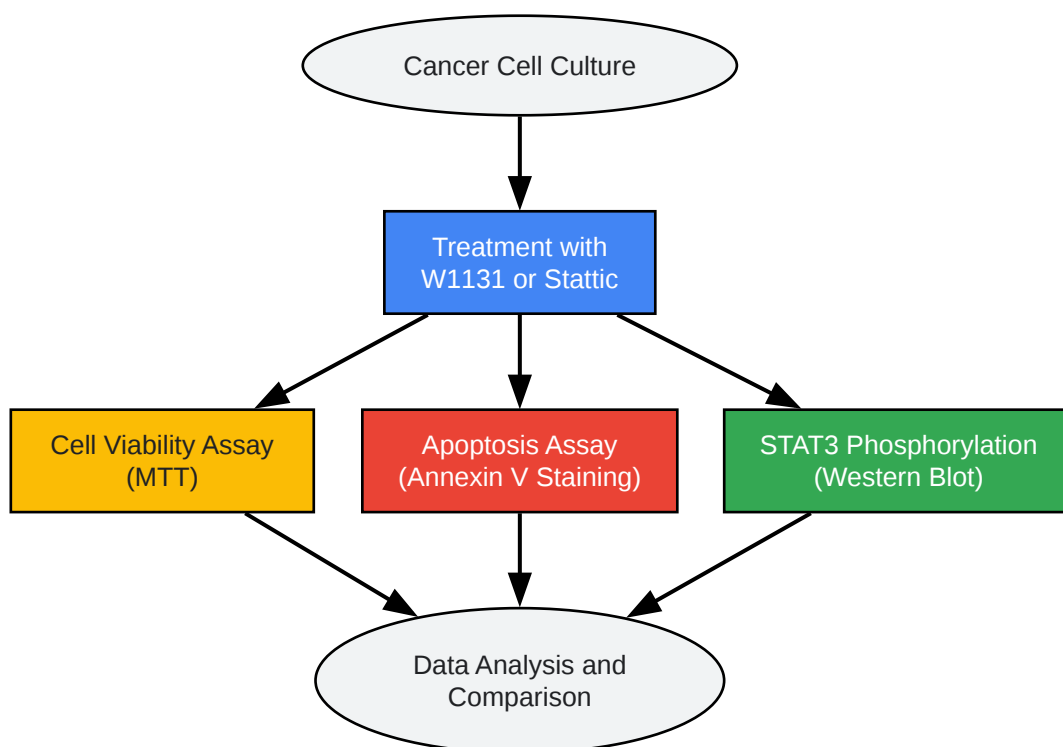 Cancer Cell Culture
Treatment with
W1131 or Stattic
Cell Viability Assay
(MTT)
Apoptosis Assay
(Annexin V Staining)
STAT3 Phosphorylation
(Western Blot)
Data Analysis and
Comparison